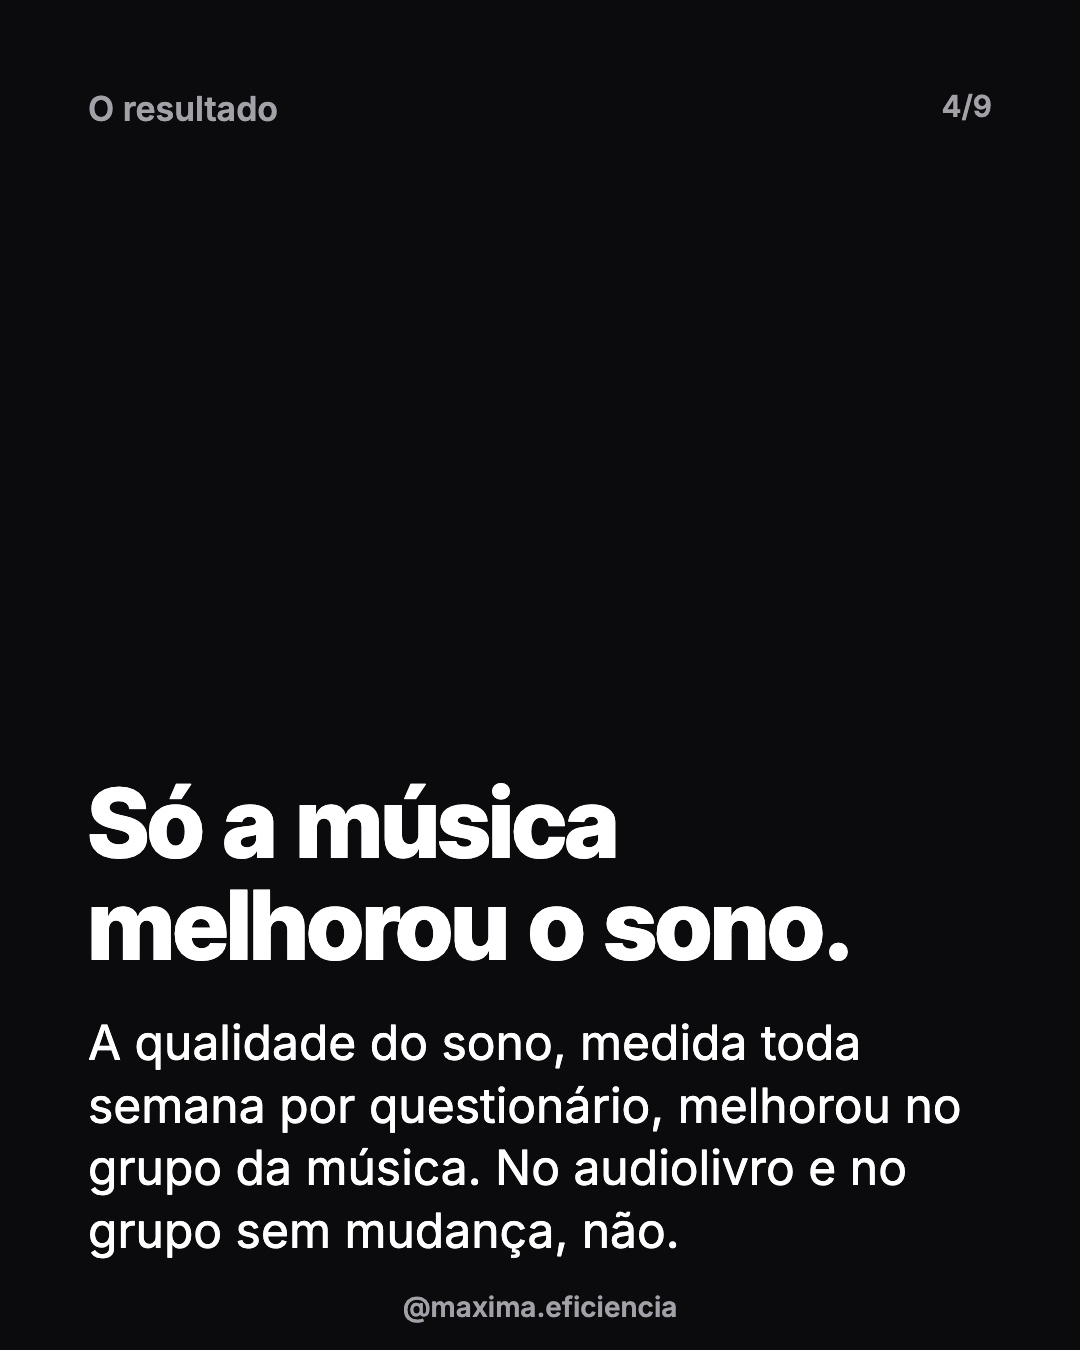 O resultado
4/9
Só a música
melhorou o sono.
A qualidade do sono, medida toda
semana por questionário, melhorou no
grupo da música. No audiolivro e no
grupo sem mudança, não.
@maxima.eficiencia